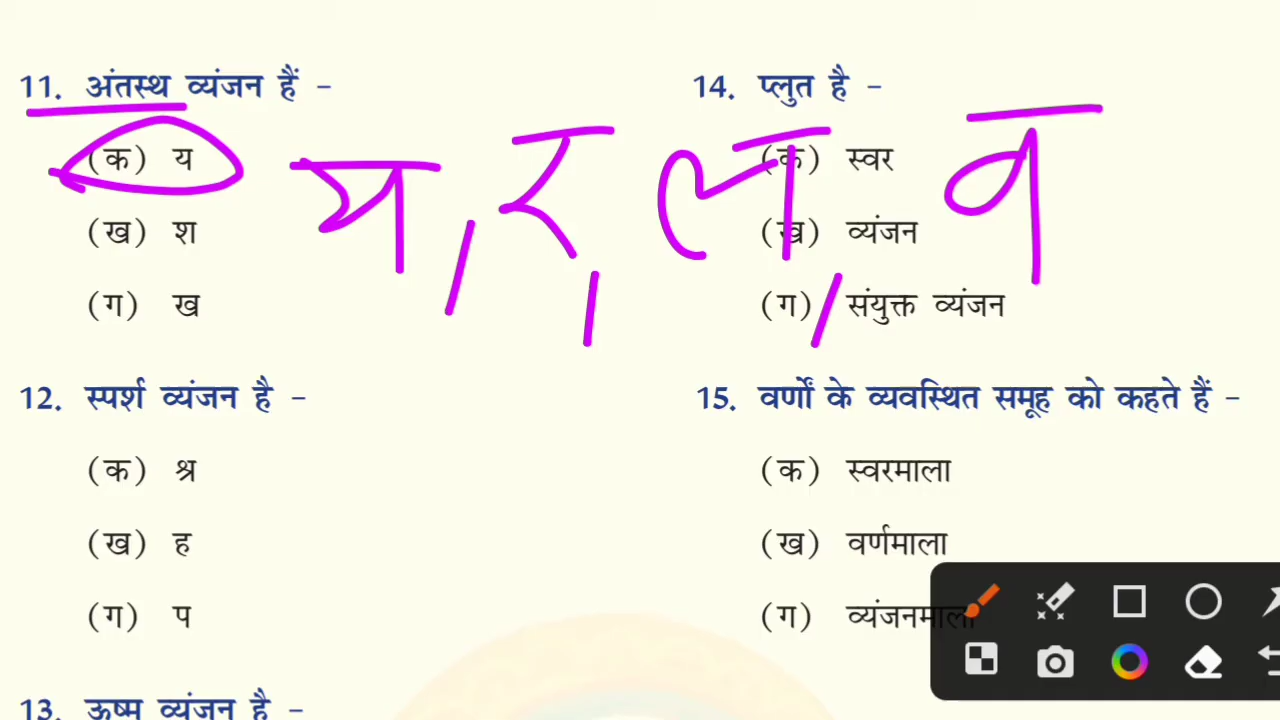 11. अंतस्थ व्यंजन हैं -
(क) य
(ख) श
(ग) ख
य, र, ल, व
12. स्पर्श व्यंजन है -
(क) श्र
(ख) ह
(ग) प
13. ऊष्म व्यंजन है -
14. प्लुत है -
(क) स्वर
(ख) व्यंजन
(ग) संयुक्त व्यंजन
15. वर्णों के व्यवस्थित समूह को कहते हैं -
(क) स्वरमाला
(ख) वर्णमाला
(ग) व्यंजनमाला